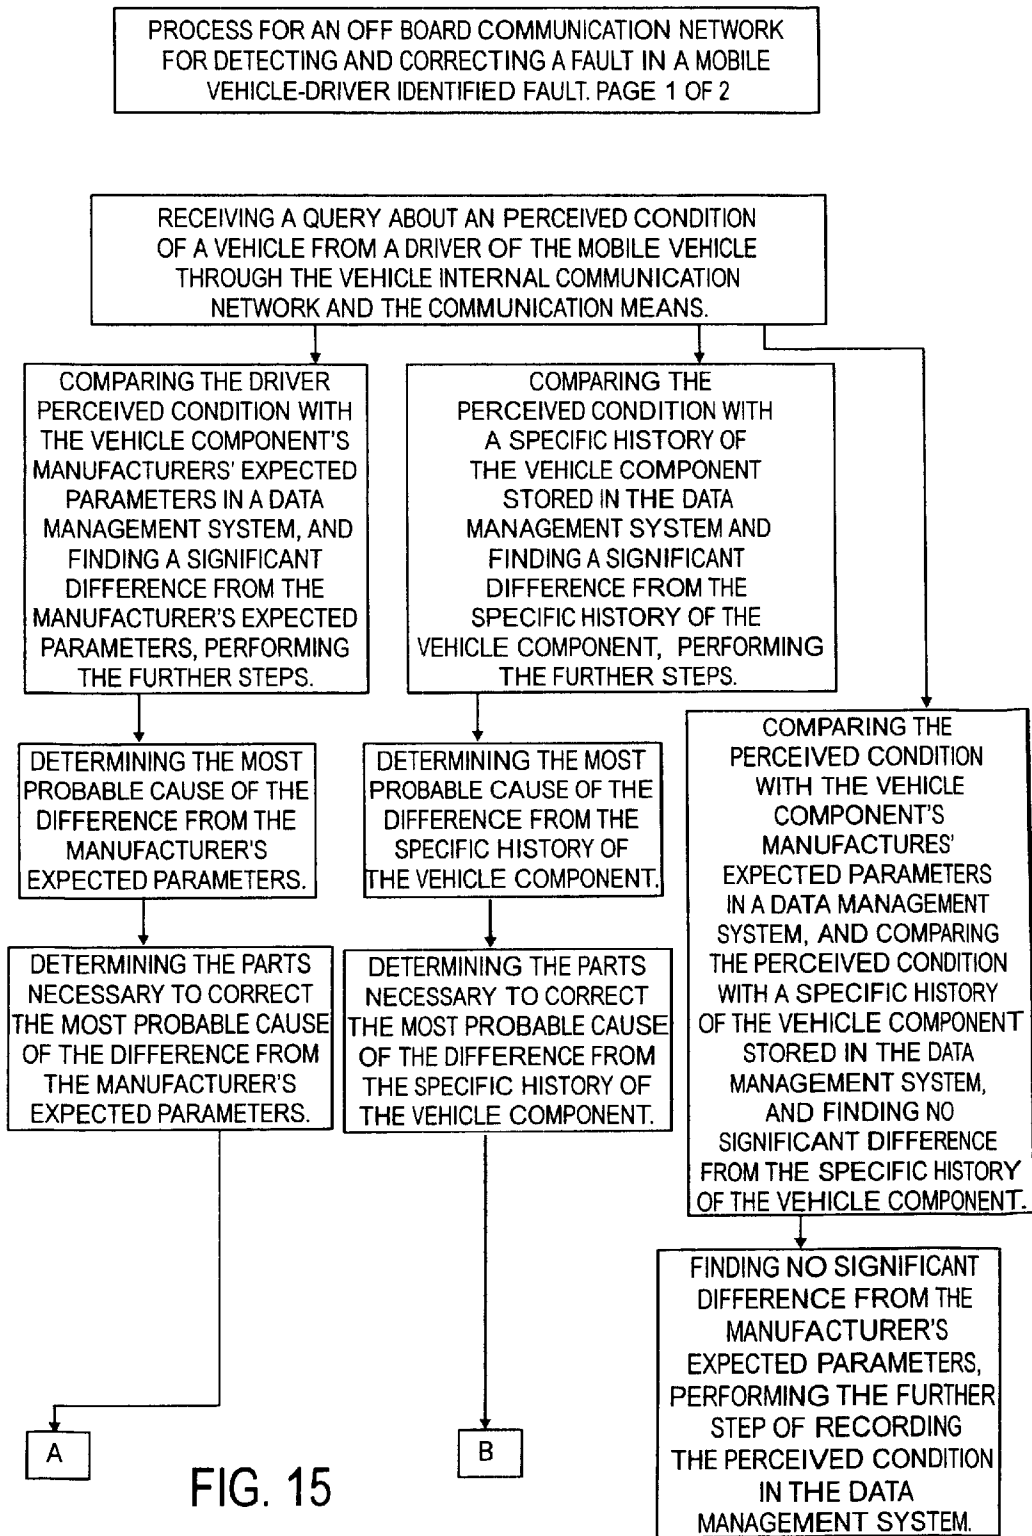 PROCESS FOR AN OFF BOARD COMMUNICATION NETWORK
FOR DETECTING AND CORRECTING A FAULT IN A MOBILE
VEHICLE-DRIVER IDENTIFIED FAULT. PAGE 1 OF 2
RECEIVING A QUERY ABOUT AN PERCEIVED CONDITION
OF A VEHICLE FROM A DRIVER OF THE MOBILE VEHICLE
THROUGH THE VEHICLE INTERNAL COMMUNICATION
NETWORK AND THE COMMUNICATION MEANS.
COMPARING THE DRIVER
PERCEIVED CONDITION WITH
THE VEHICLE COMPONENT'S
MANUFACTURERS' EXPECTED
PARAMETERS IN A DATA
MANAGEMENT SYSTEM, AND
FINDING A SIGNIFICANT
DIFFERENCE FROM THE
MANUFACTURER'S EXPECTED
PARAMETERS, PERFORMING
THE FURTHER STEPS.
DETERMINING THE MOST
PROBABLE CAUSE OF THE
DIFFERENCE FROM THE
MANUFACTURER'S
EXPECTED PARAMETERS.
DETERMINING THE PARTS
NECESSARY TO CORRECT
THE MOST PROBABLE CAUSE
OF THE DIFFERENCE FROM
THE MANUFACTURER'S
EXPECTED PARAMETERS.
A
COMPARING THE
PERCEIVED CONDITION WITH
A SPECIFIC HISTORY OF
THE VEHICLE COMPONENT
STORED IN THE DATA
MANAGEMENT SYSTEM AND
FINDING A SIGNIFICANT
DIFFERENCE FROM THE
SPECIFIC HISTORY OF THE
VEHICLE COMPONENT, PERFORMING
THE FURTHER STEPS.
DETERMINING THE MOST
PROBABLE CAUSE OF THE
DIFFERENCE FROM THE
SPECIFIC HISTORY OF
THE VEHICLE COMPONENT.
DETERMINING THE PARTS
NECESSARY TO CORRECT
THE MOST PROBABLE CAUSE
OF THE DIFFERENCE FROM
THE SPECIFIC HISTORY OF
THE VEHICLE COMPONENT.
B
COMPARING THE
PERCEIVED CONDITION
WITH THE VEHICLE
COMPONENT'S
MANUFACTURES'
EXPECTED PARAMETERS
IN A DATA MANAGEMENT
SYSTEM, AND COMPARING
THE PERCEIVED CONDITION
WITH A SPECIFIC HISTORY
OF THE VEHICLE COMPONENT
STORED IN THE DATA
MANAGEMENT SYSTEM,
AND FINDING NO
SIGNIFICANT DIFFERENCE
FROM THE SPECIFIC HISTORY
OF THE VEHICLE COMPONENT.
FINDING NO SIGNIFICANT
DIFFERENCE FROM THE
MANUFACTURER'S
EXPECTED PARAMETERS,
PERFORMING THE FURTHER
STEP OF RECORDING
THE PERCEIVED CONDITION
IN THE DATA
MANAGEMENT SYSTEM.
FIG. 15